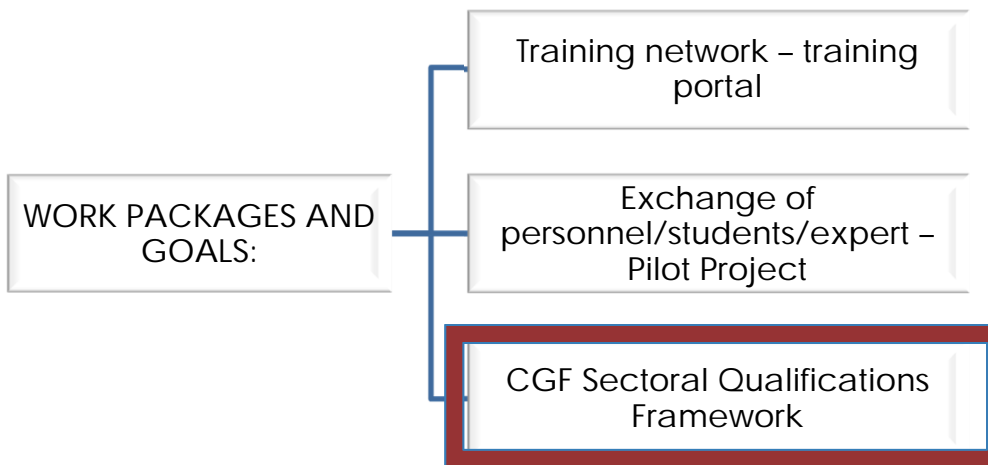 WORK PACKAGES AND
GOALS:
Training network – training
portal
Exchange of
personnel/students/expert –
Pilot Project
CGF Sectoral Qualifications
Framework